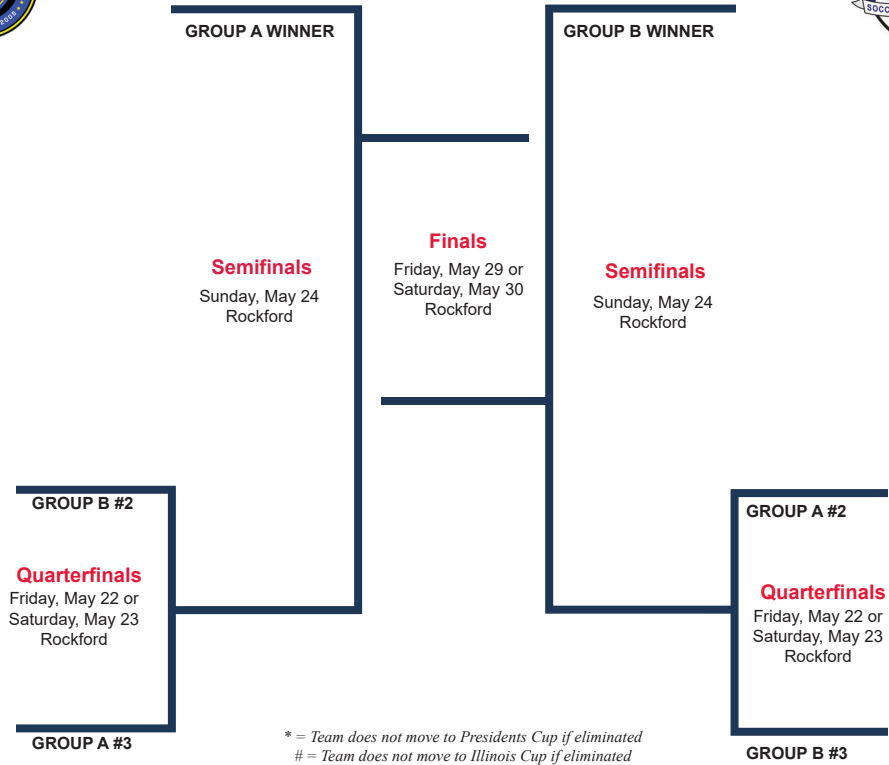 2005
SOCC
GROUP A WINNER
GROUP B WINNER
Finals
Friday, May 29 or
Saturday, May 30
Rockford
Semifinals
Sunday, May 24
Rockford
Semifinals
Sunday, May 24
Rockford
GROUP B #2
Quarterfinals
Friday, May 22 or
Saturday, May 23
Rockford
GROUP A #3
GROUP A #2
Quarterfinals
Friday, May 22 or
Saturday, May 23
Rockford
GROUP B #3
* = Team does not move to Presidents Cup if eliminated
# = Team does not move to Illinois Cup if eliminated